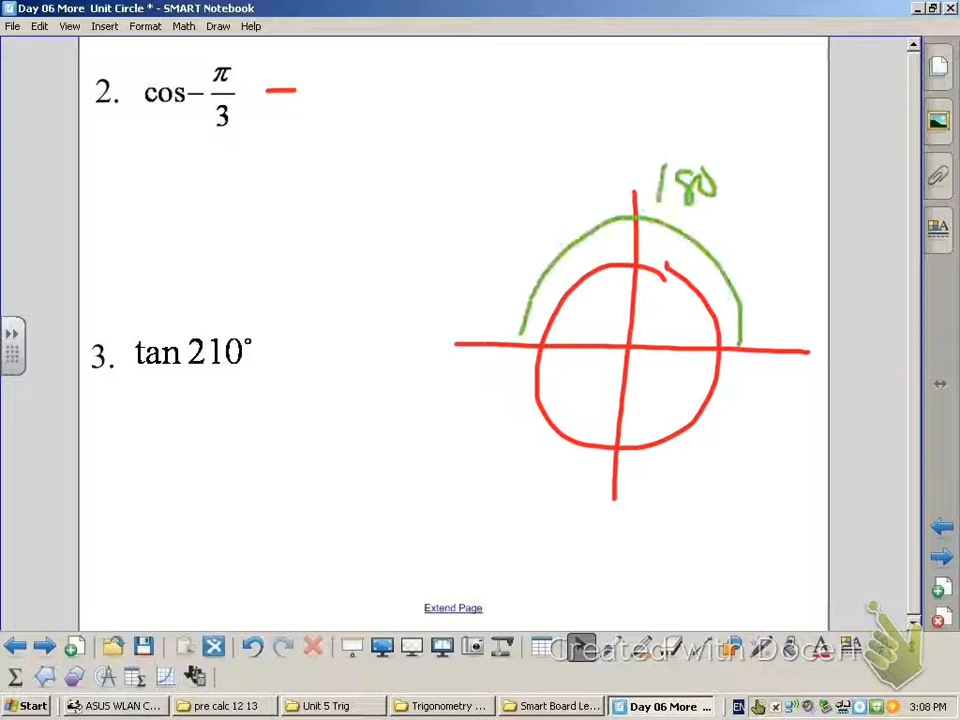 Day 06 More Unit Circle * - SMART Notebook
File Edit View Insert Format Math Draw Help
2. cos-π/3 −
180
3. tan 210°
Extend Page
Created with Docer
Start ASUS WLAN C... pre calc 12 13 Unit 5 Trig Trigonometry ... Smart Board Le... Day 06 More ... EN 3:08 PM